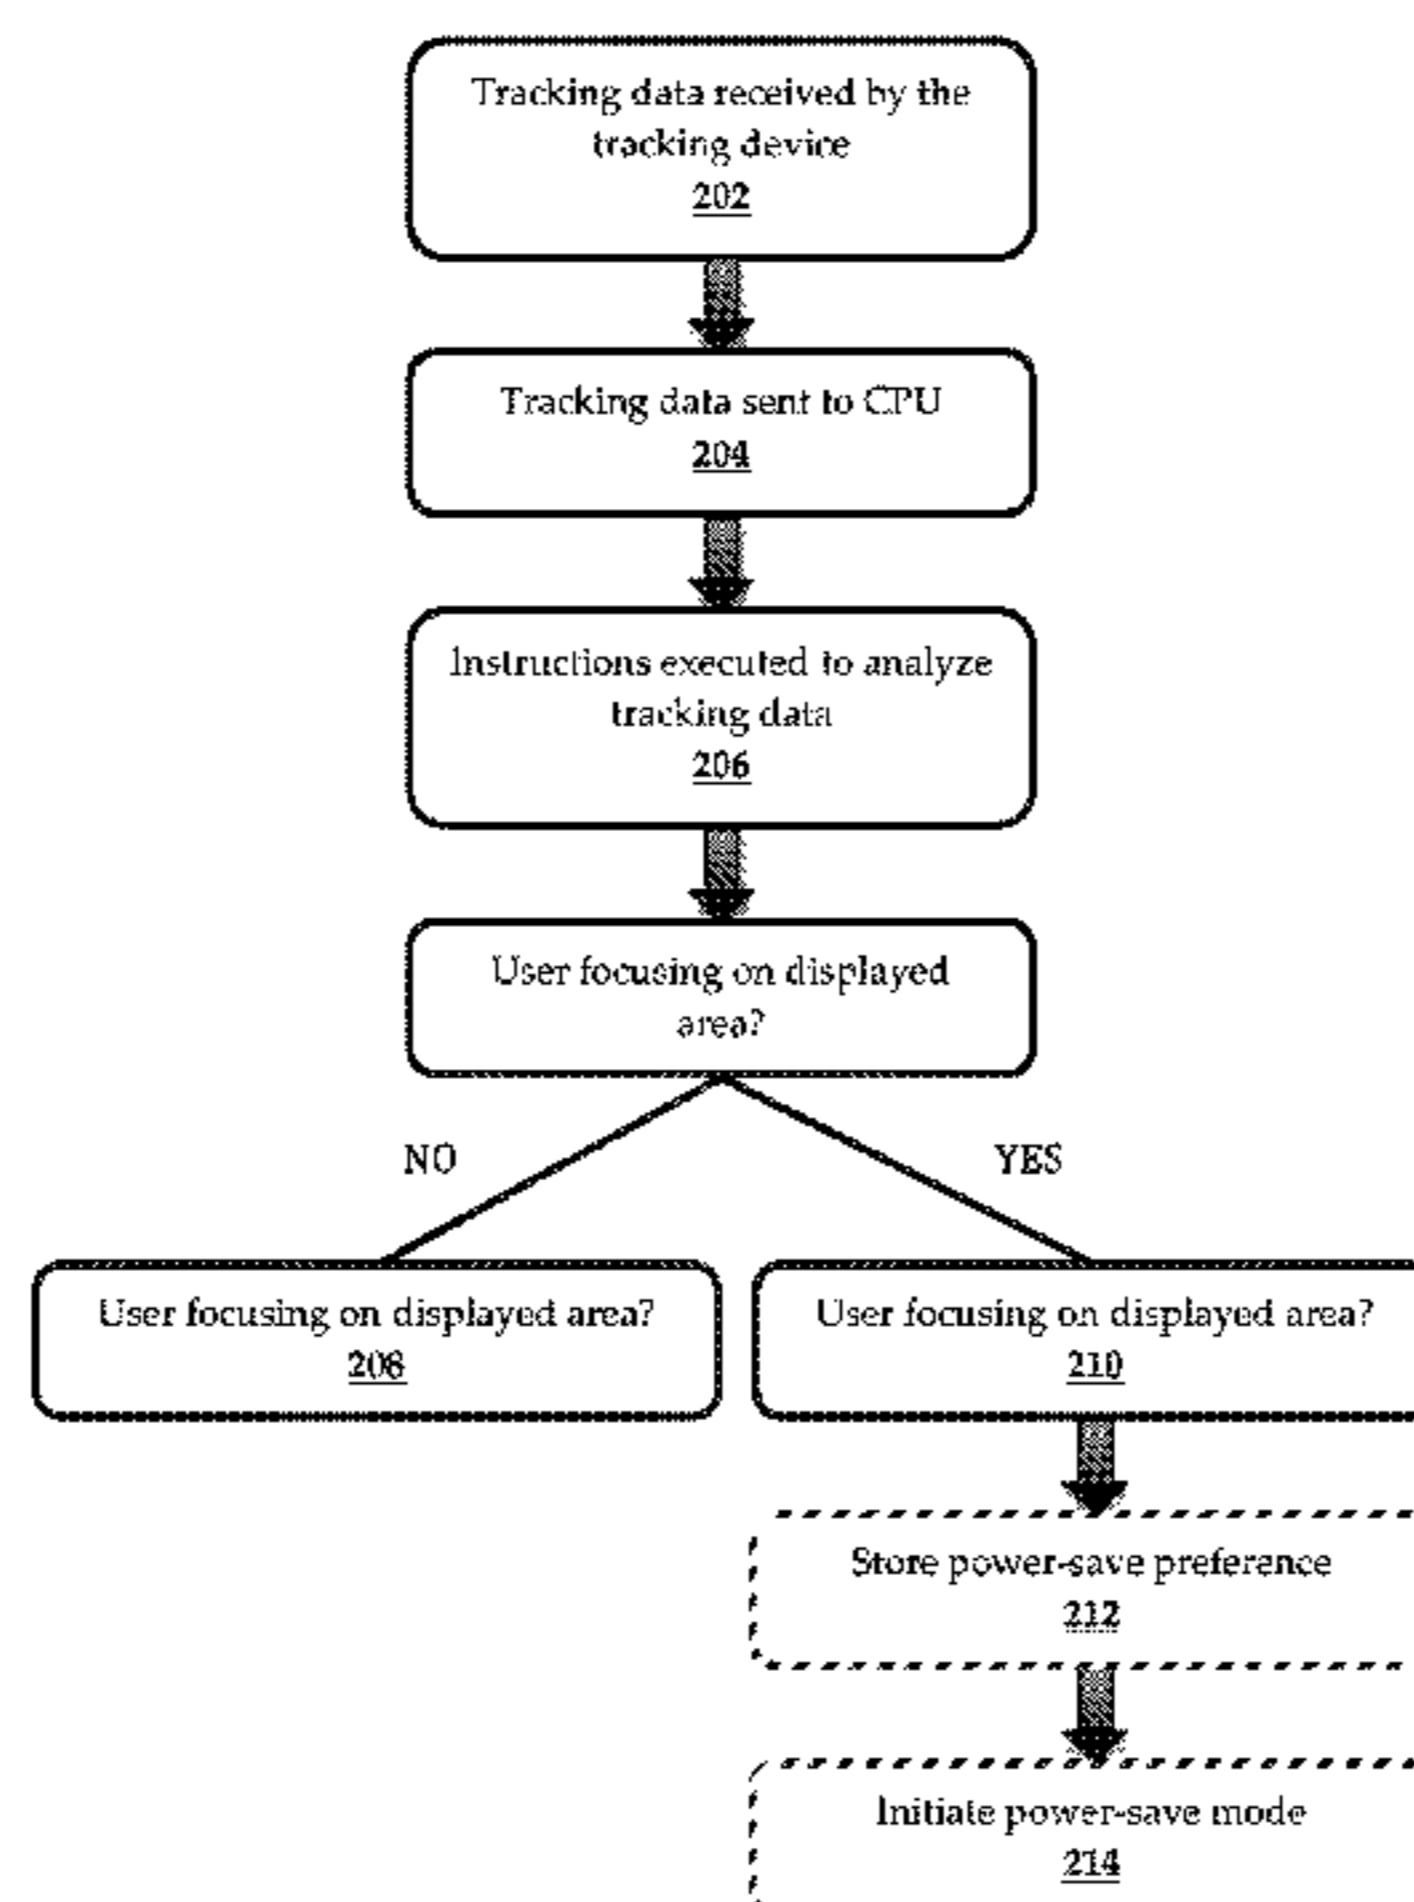 Tracking data received by the
tracking device
202
Tracking data sent to CPU
204
Instructions executed to analyze
tracking data
206
User focusing on displayed
area?
NO
YES
User focusing on displayed area?
208
User focusing on displayed area?
210
Store power-save preference
212
Initiate power-save mode
214